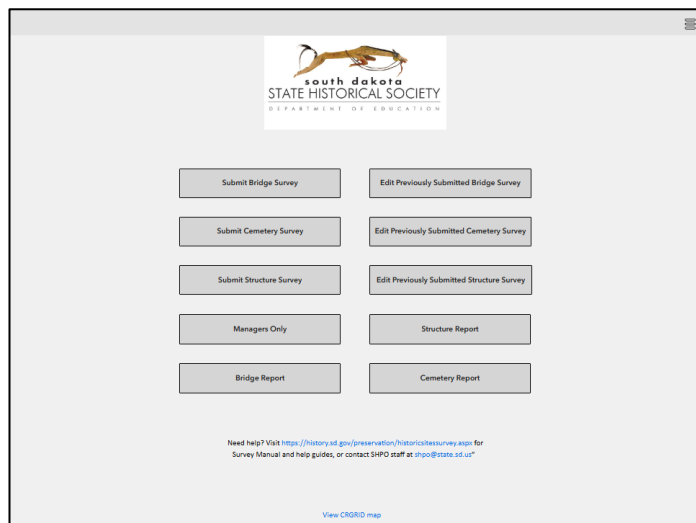 south dakota
STATE HISTORICAL SOCIETY
DEPARTMENT OF EDUCATION
Submit Bridge Survey
Edit Previously Submitted Bridge Survey
Submit Cemetery Survey
Edit Previously Submitted Cemetery Survey
Submit Structure Survey
Edit Previously Submitted Structure Survey
Managers Only
Structure Report
Bridge Report
Cemetery Report
Need help? Visit https://history.sd.gov/preservation/historicsitessurvey.aspx for
Survey Manual and help guides, or contact SHPO staff at shpo@state.sd.us"
View CRGRID map